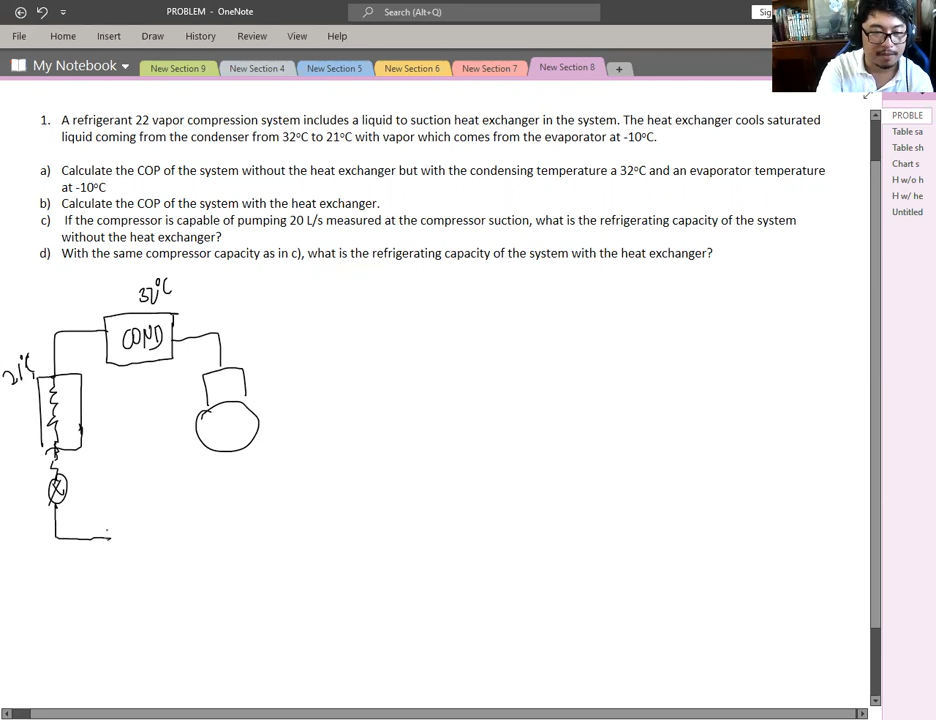 PROBLEM - OneNote
Search (Alt+Q)
Sig
File Home Insert Draw History Review View Help
My Notebook
New Section 9 New Section 4 New Section 5 New Section 6 New Section 7 New Section 8 +
1. A refrigerant 22 vapor compression system includes a liquid to suction heat exchanger in the system. The heat exchanger cools saturated
liquid coming from the condenser from 32°C to 21°C with vapor which comes from the evaporator at -10°C.
a) Calculate the COP of the system without the heat exchanger but with the condensing temperature a 32°C and an evaporator temperature
at -10°C
b) Calculate the COP of the system with the heat exchanger.
c) If the compressor is capable of pumping 20 L/s measured at the compressor suction, what is the refrigerating capacity of the system
without the heat exchanger?
d) With the same compressor capacity as in c), what is the refrigerating capacity of the system with the heat exchanger?
32°C
COND
21°C
PROBLE
Table sa
Table sh
Chart s
H w/o h
H w/ he
Untitled